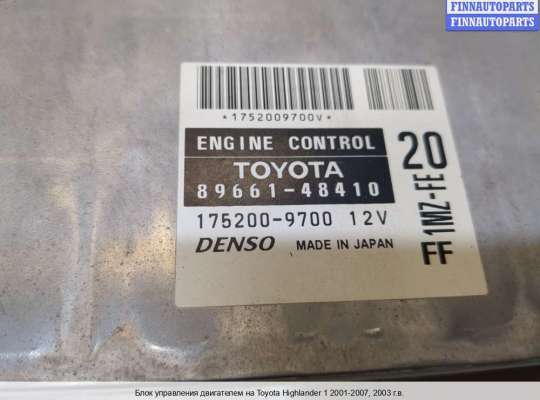 FINNAUTOPARTS
FINNAUTOPARTS
*1752009700V*
ENGINE CONTROL
TOYOTA
89661-48410
175200-9700 12V
DENSO MADE IN JAPAN
20
1MZ-FE
FF
Блок управления двигателем на Toyota Highlander 1 2001-2007, 2003 г.в.